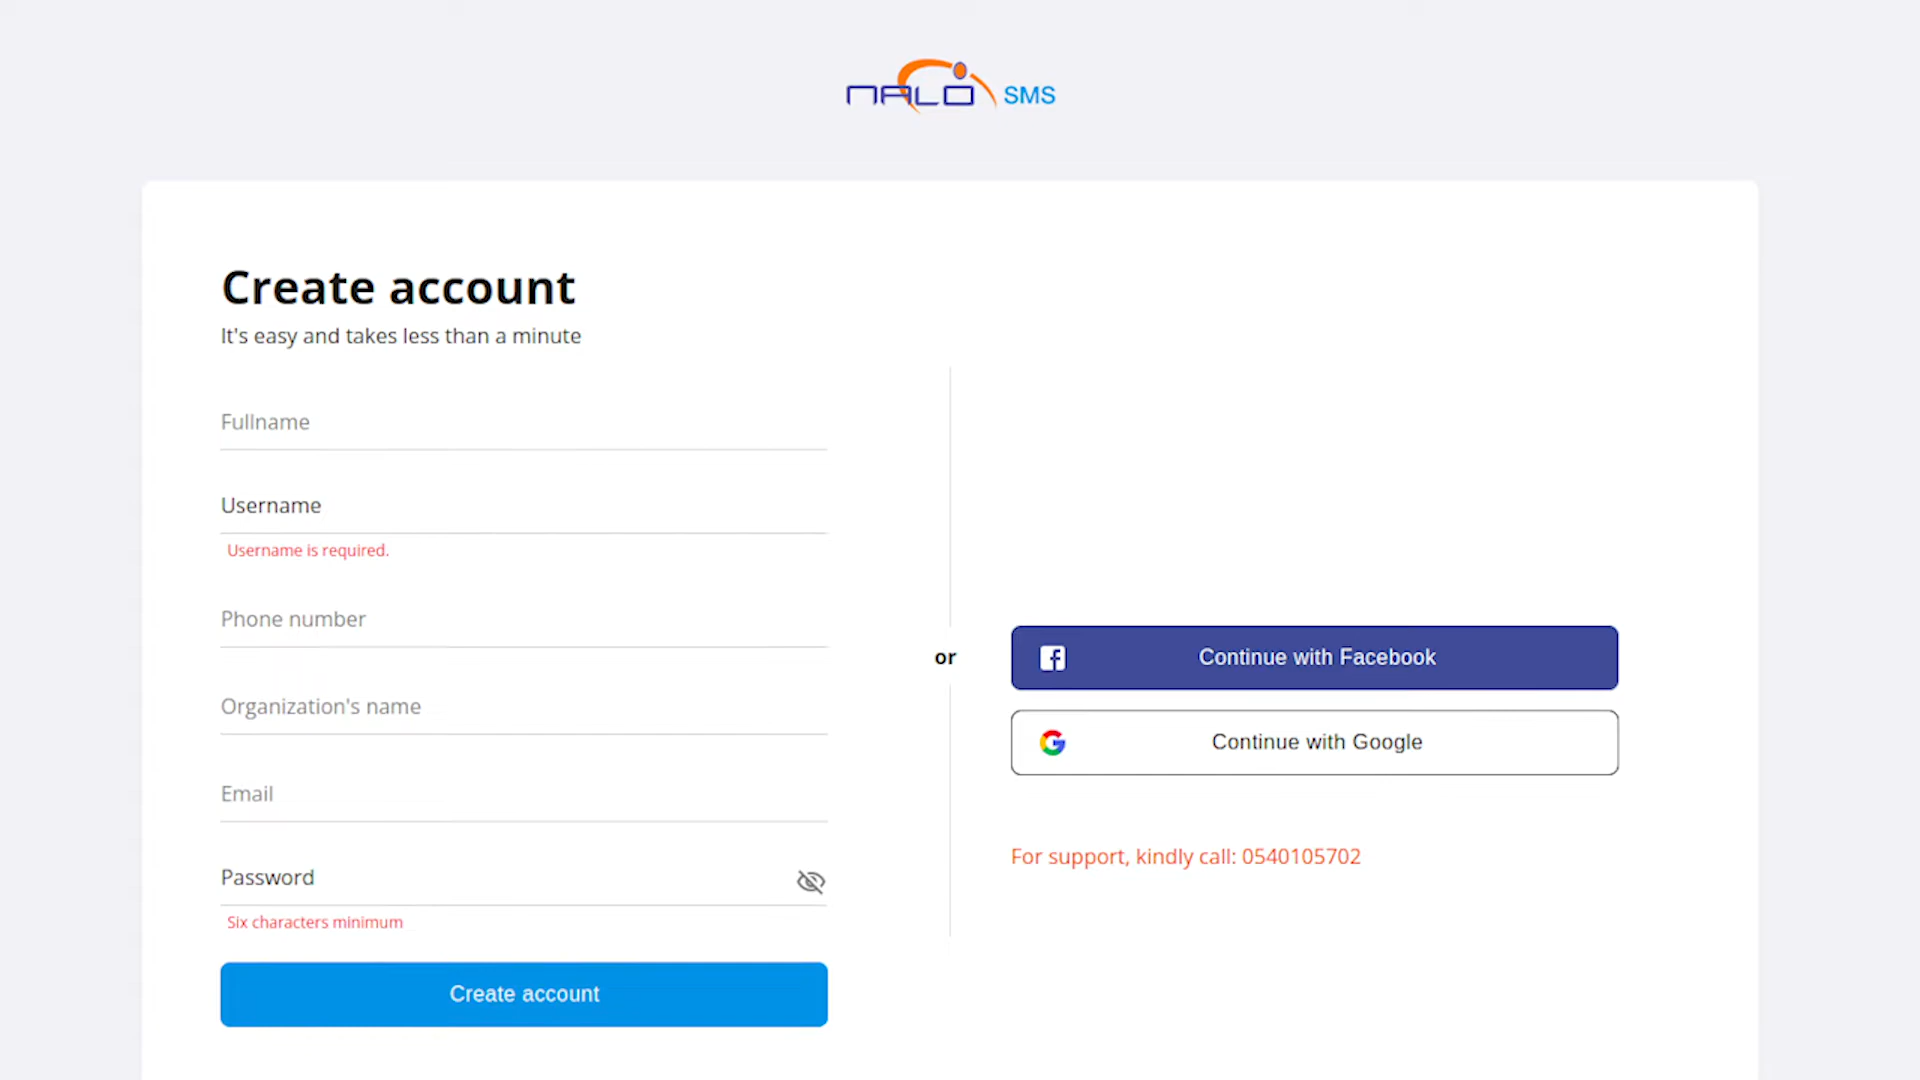 NALO SMS
Create account
It's easy and takes less than a minute
Fullname
Username
Username is required.
Phone number
Organization's name
Email
Password
Six characters minimum
Create account
or
Continue with Facebook
Continue with Google
For support, kindly call: 0540105702